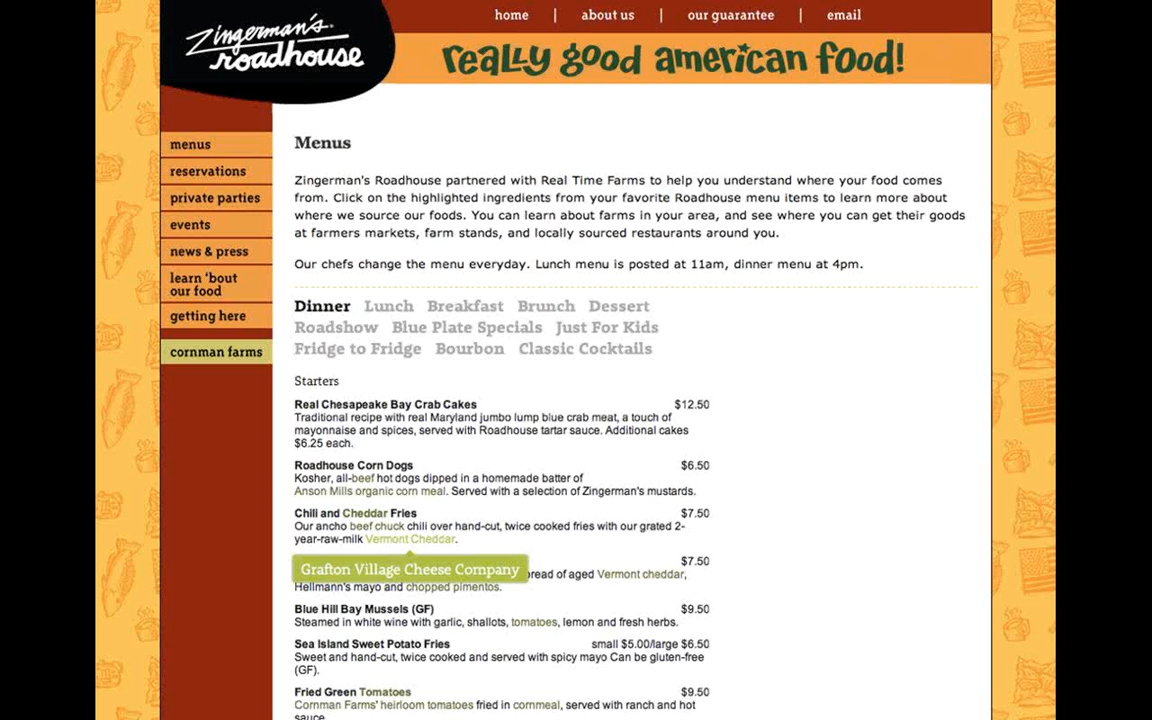 Zingerman's
roadhouse
home | about us | our guarantee | email
really good american food!
menus
reservations
private parties
events
news & press
learn 'bout
our food
getting here
cornman farms
Menus
Zingerman's Roadhouse partnered with Real Time Farms to help you understand where your food comes
from. Click on the highlighted ingredients from your favorite Roadhouse menu items to learn more about
where we source our foods. You can learn about farms in your area, and see where you can get their goods
at farmers markets, farm stands, and locally sourced restaurants around you.
Our chefs change the menu everyday. Lunch menu is posted at 11am, dinner menu at 4pm.
Dinner Lunch Breakfast Brunch Dessert
Roadshow Blue Plate Specials Just For Kids
Fridge to Fridge Bourbon Classic Cocktails
Starters
Real Chesapeake Bay Crab Cakes $12.50
Traditional recipe with real Maryland jumbo lump blue crab meat, a touch of
mayonnaise and spices, served with Roadhouse tartar sauce. Additional cakes
$6.25 each.
Roadhouse Corn Dogs $6.50
Kosher, all-beef hot dogs dipped in a homemade batter of
Anson Mills organic corn meal. Served with a selection of Zingerman's mustards.
Chili and Cheddar Fries $7.50
Our ancho beef chuck chili over hand-cut, twice cooked fries with our grated 2-
year-raw-milk Vermont Cheddar.
$7.50
Grafton Village Cheese Company
read of aged Vermont cheddar,
Hellmann's mayo and chopped pimentos.
Blue Hill Bay Mussels (GF) $9.50
Steamed in white wine with garlic, shallots, tomatoes, lemon and fresh herbs.
Sea Island Sweet Potato Fries small $5.00/large $6.50
Sweet and hand-cut, twice cooked and served with spicy mayo Can be gluten-free
(GF).
Fried Green Tomatoes $9.50
Cornman Farms' heirloom tomatoes fried in cornmeal, served with ranch and hot
sauce